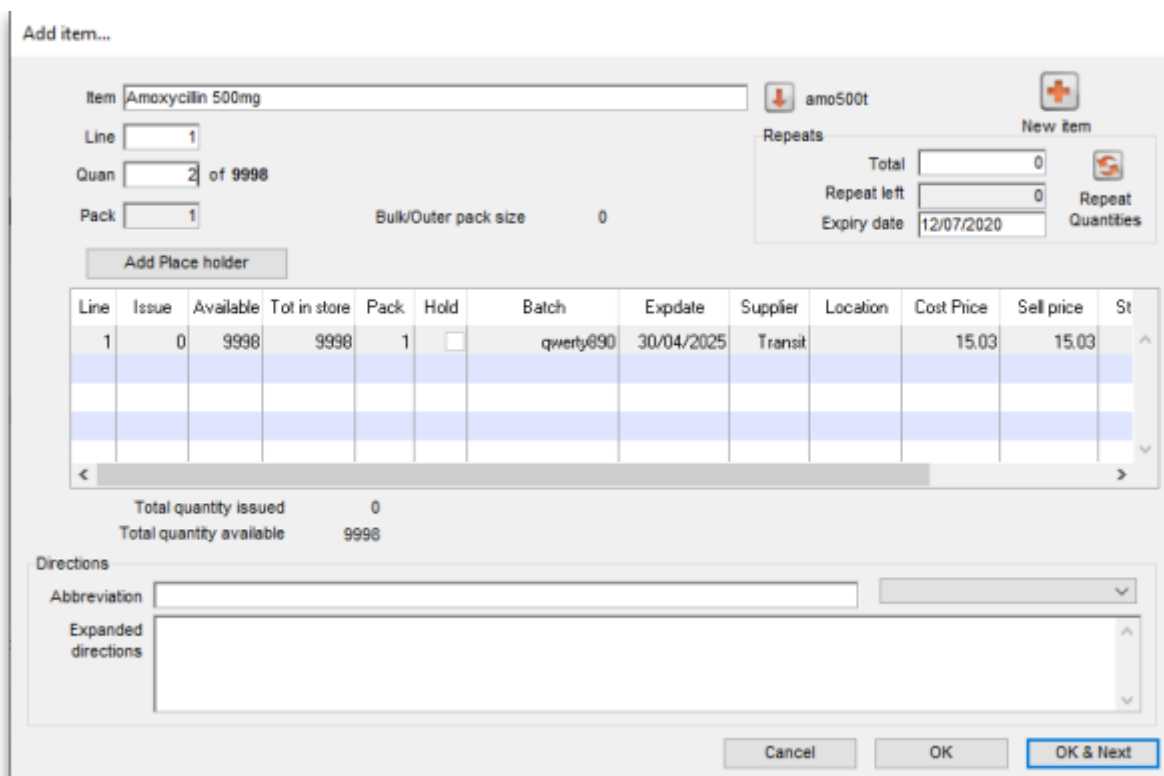 Add item...
Item Amoxycillin 500mg amo500t
New item
Line 1
Repeats
Quan 2 of 9998
Total 0
Pack 1 Bulk/Outer pack size 0
Repeat left 0
Repeat Quantities
Expiry date 12/07/2020
Add Place holder
Line Issue Available Tot in store Pack Hold Batch Expdate Supplier Location Cost Price Sell price St
1 0 9998 9998 1 qwerty890 30/04/2025 Transit 15.03 15.03
Total quantity issued 0
Total quantity available 9998
Directions
Abbreviation
Expanded
directions
Cancel OK OK & Next